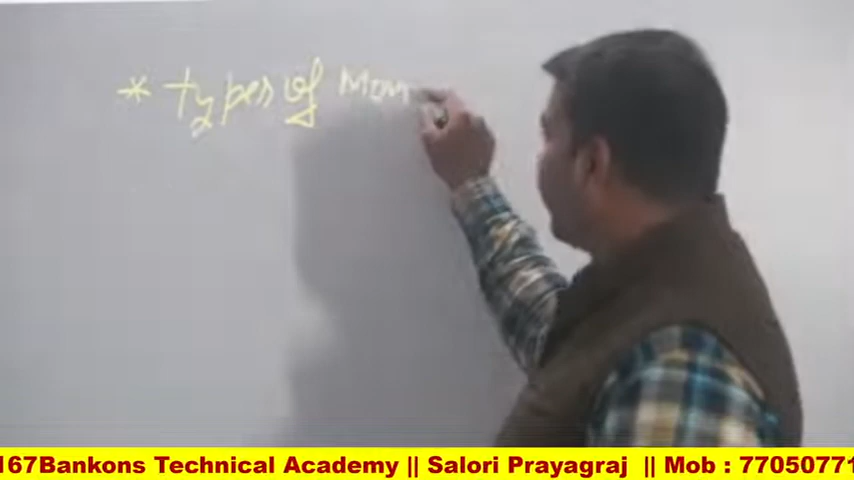 * types of Mom
167Bankons Technical Academy || Salori Prayagraj || Mob : 77050771